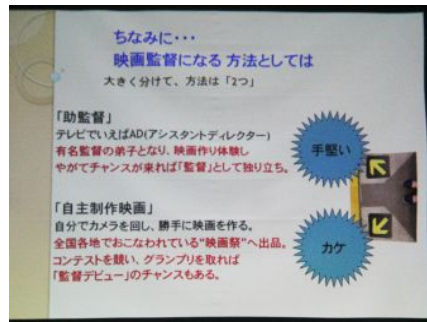 ちなみに・・・
映画監督になる 方法としては
大きく分けて、方法は「2つ」
「助監督」
テレビでいえばAD(アシスタントディレクター)
有名監督の弟子となり、映画作り体験し
やがてチャンスが来れば「監督」として独り立ち。
手堅い
「自主制作映画」
自分でカメラを回し、勝手に映画を作る。
全国各地でおこなわれている"映画祭"へ出品。
コンテストを競い、グランプリを取れば
「監督デビュー」のチャンスもある。
カケ